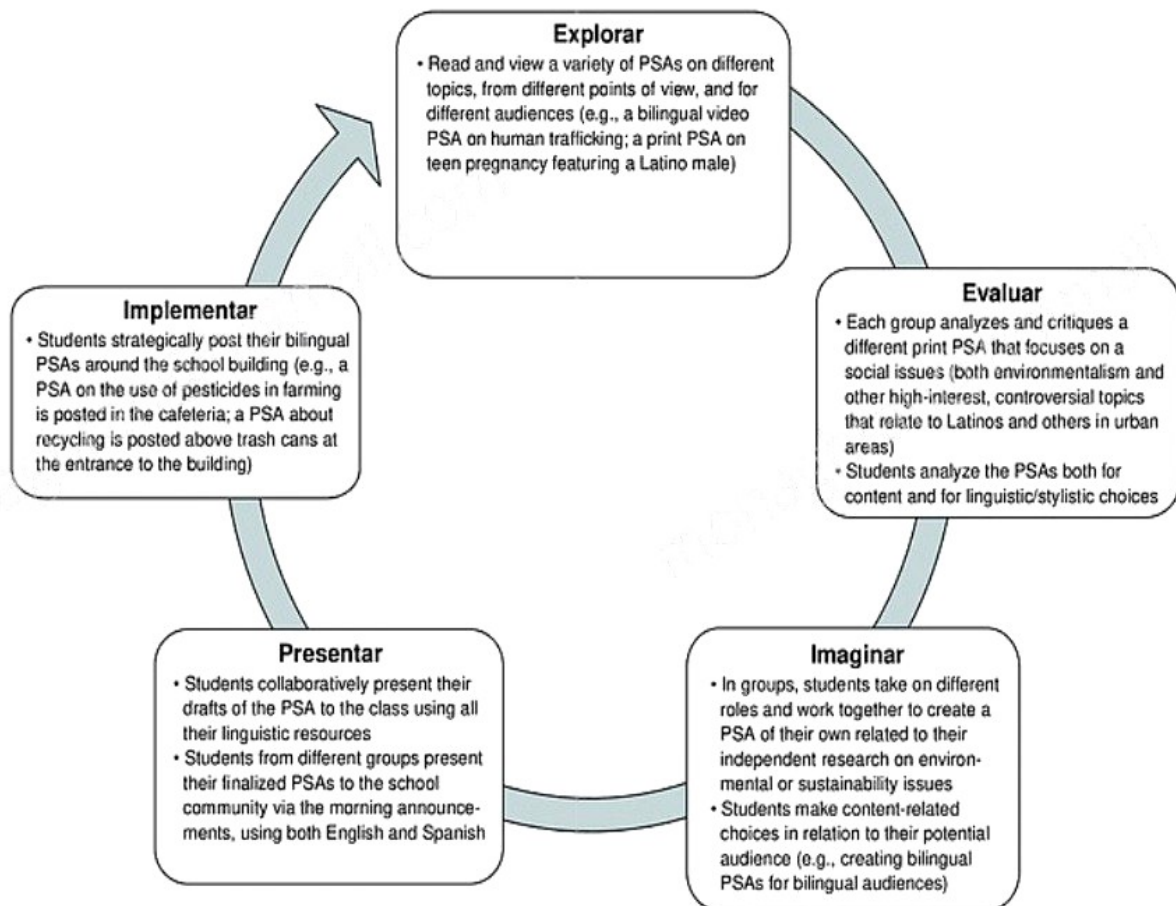 Explorar
• Read and view a variety of PSAs on different
topics, from different points of view, and for
different audiences (e.g., a bilingual video
PSA on human trafficking; a print PSA on
teen pregnancy featuring a Latino male)
Evaluar
• Each group analyzes and critiques a
different print PSA that focuses on a
social issues (both environmentalism and
other high-interest, controversial topics
that relate to Latinos and others in urban
areas)
• Students analyze the PSAs both for
content and for linguistic/stylistic choices
Imaginar
• In groups, students take on different
roles and work together to create a
PSA of their own related to their
independent research on environ-
mental or sustainability issues
• Students make content-related
choices in relation to their potential
audience (e.g., creating bilingual
PSAs for bilingual audiences)
Presentar
• Students collaboratively present their
drafts of the PSA to the class using all
their linguistic resources
• Students from different groups present
their finalized PSAs to the school
community via the morning announce-
ments, using both English and Spanish
Implementar
• Students strategically post their bilingual
PSAs around the school building (e.g., a
PSA on the use of pesticides in farming
is posted in the cafeteria; a PSA about
recycling is posted above trash cans at
the entrance to the building)